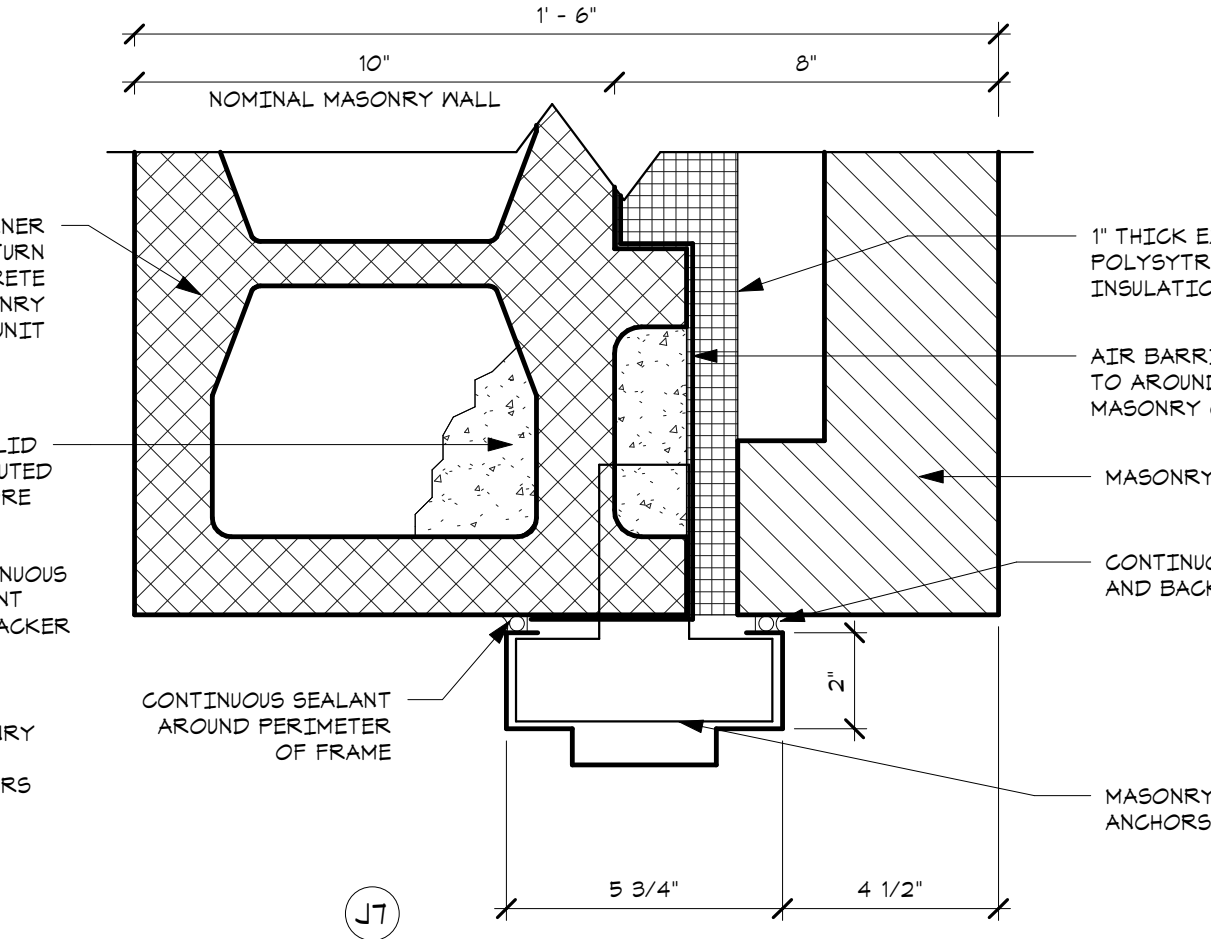 1' - 6"
10"
8"
NOMINAL MASONRY WALL
NER
TURN
RETE
NRY
UNIT
LID
UTED
RE
NUOUS
NT
ACKER
RY
RS
CONTINUOUS SEALANT
AROUND PERIMETER
OF FRAME
1" THICK E
POLYSYTR
INSULATIO
AIR BARRI
TO AROUN
MASONRY
MASONRY
CONTINUO
AND BACK
2"
MASONRY
ANCHORS
5 3/4"
4 1/2"
J7